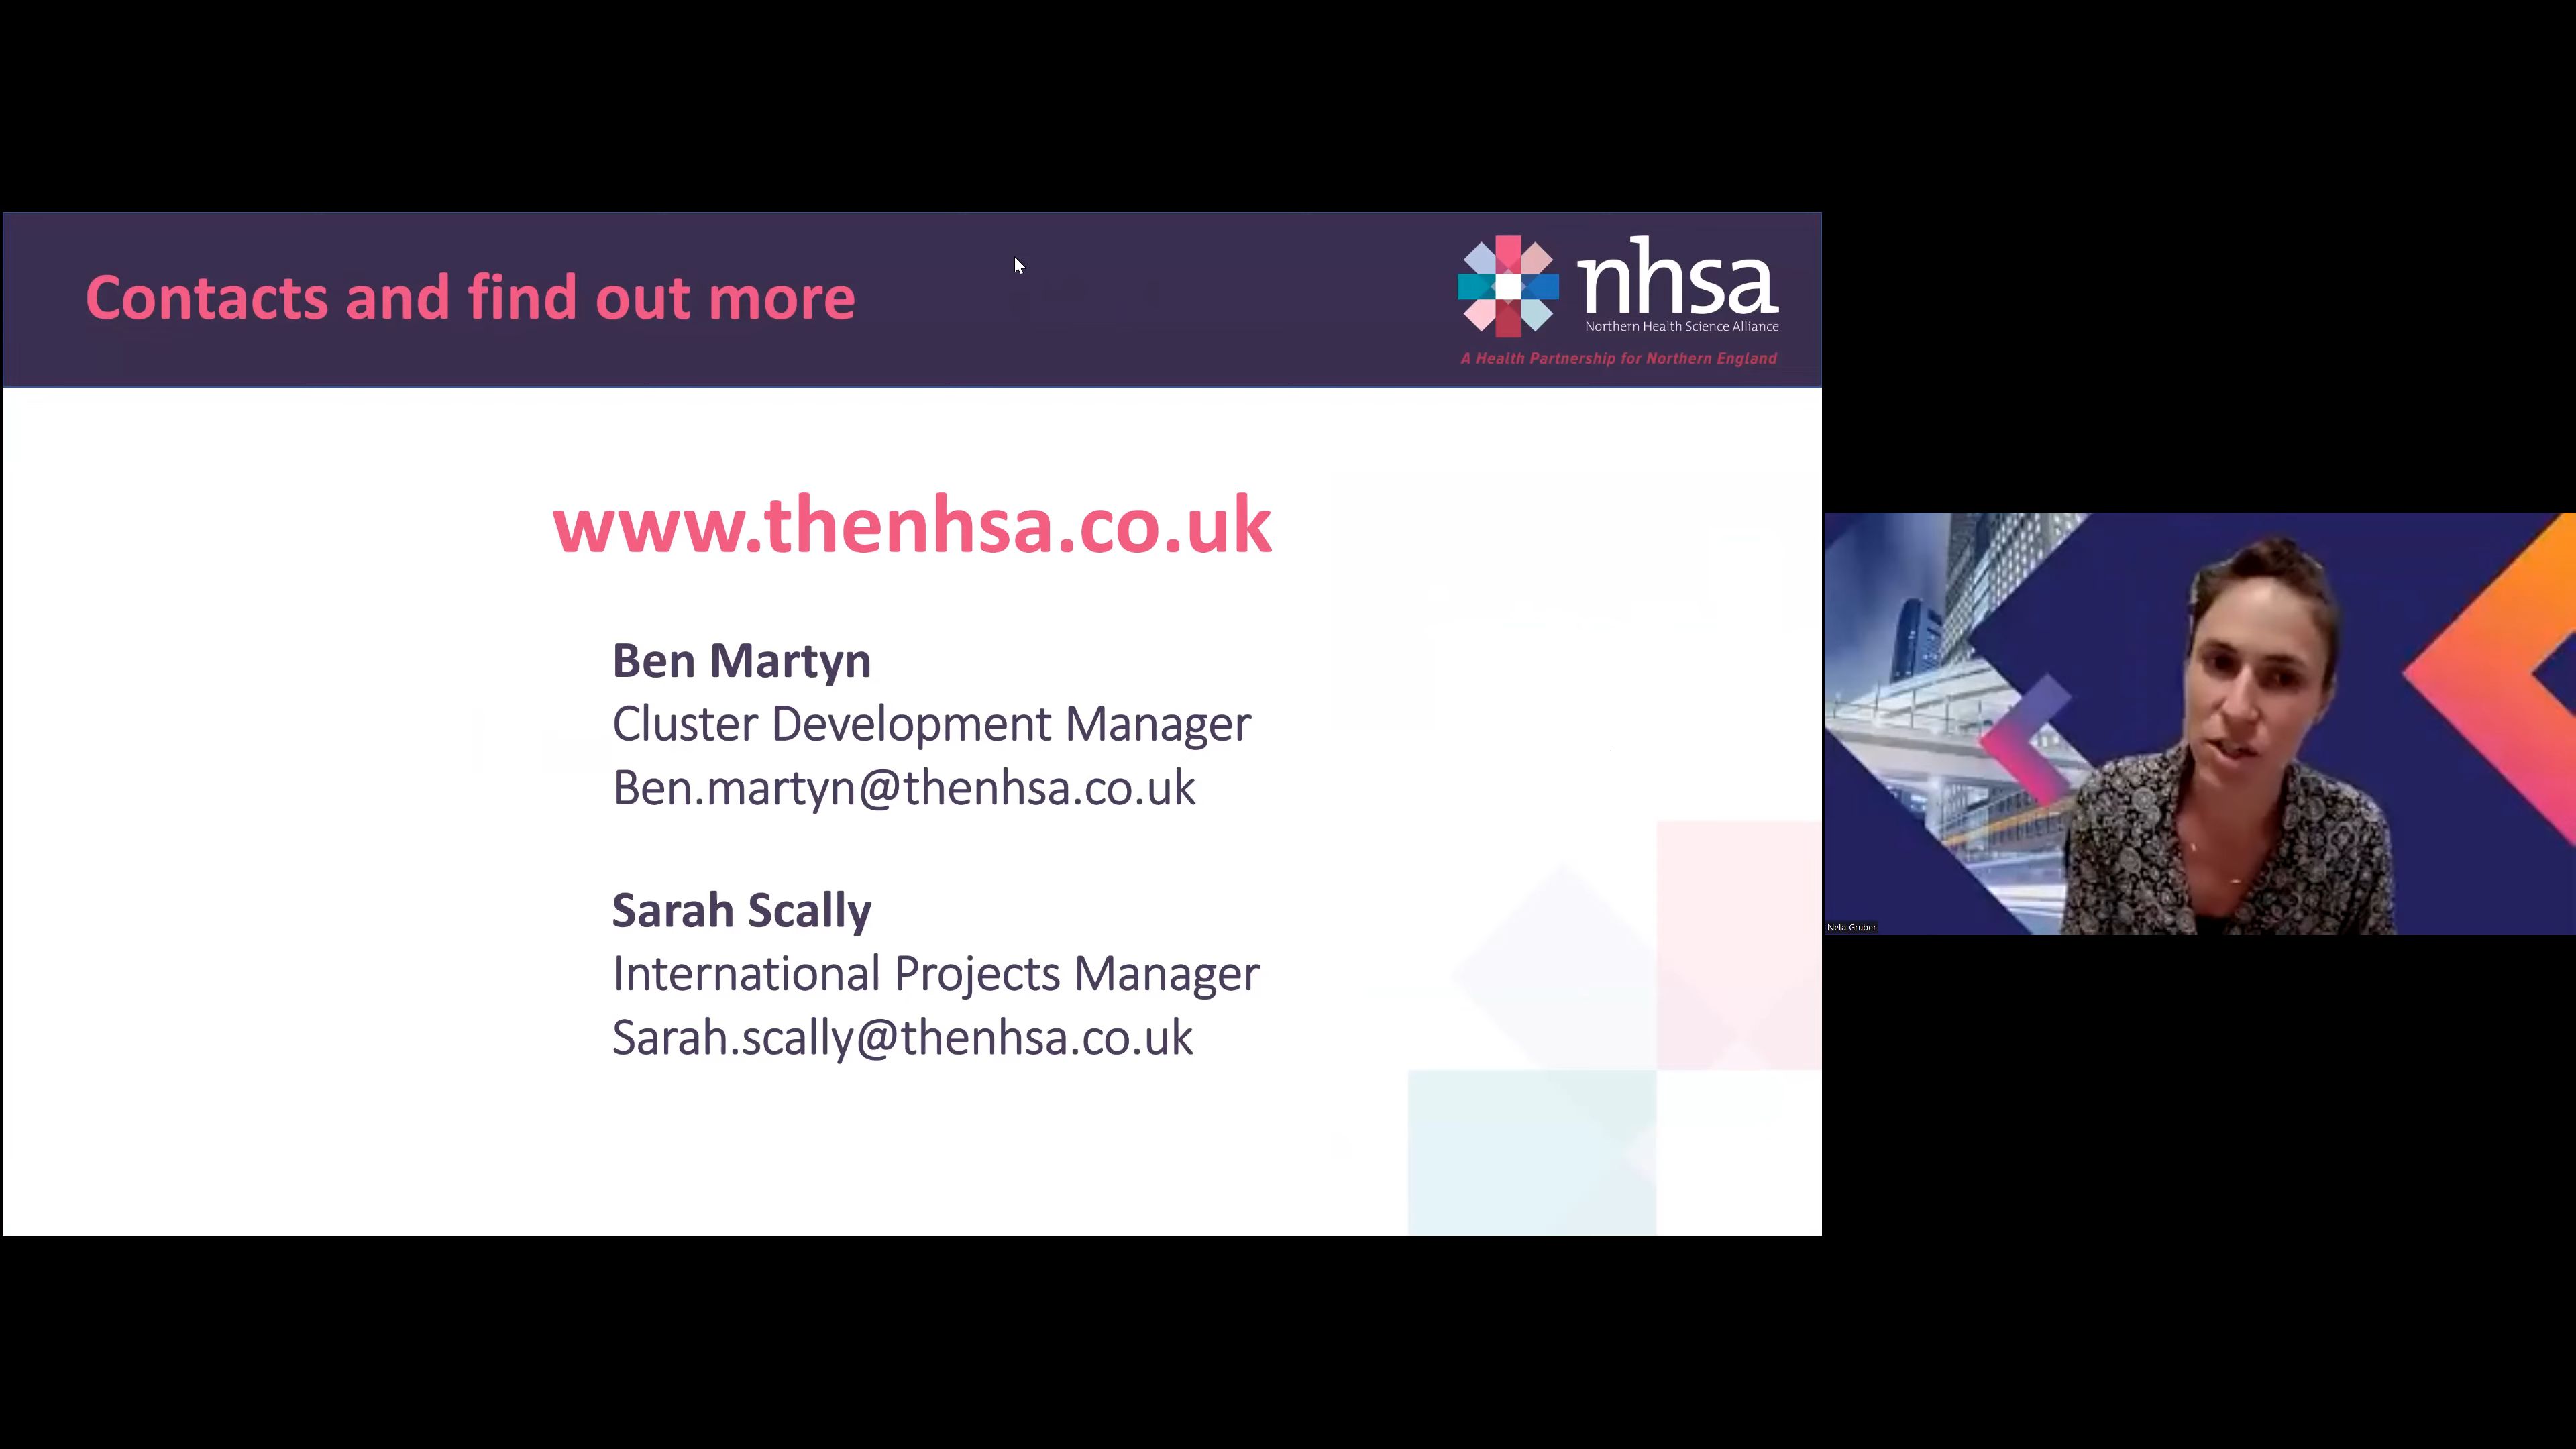 Contacts and find out more
nhsa
Northern Health Science Alliance
A Health Partnership for Northern England
www.thenhsa.co.uk
Ben Martyn
Cluster Development Manager
Ben.martyn@thenhsa.co.uk
Sarah Scally
International Projects Manager
Sarah.scally@thenhsa.co.uk
Neta Gruber